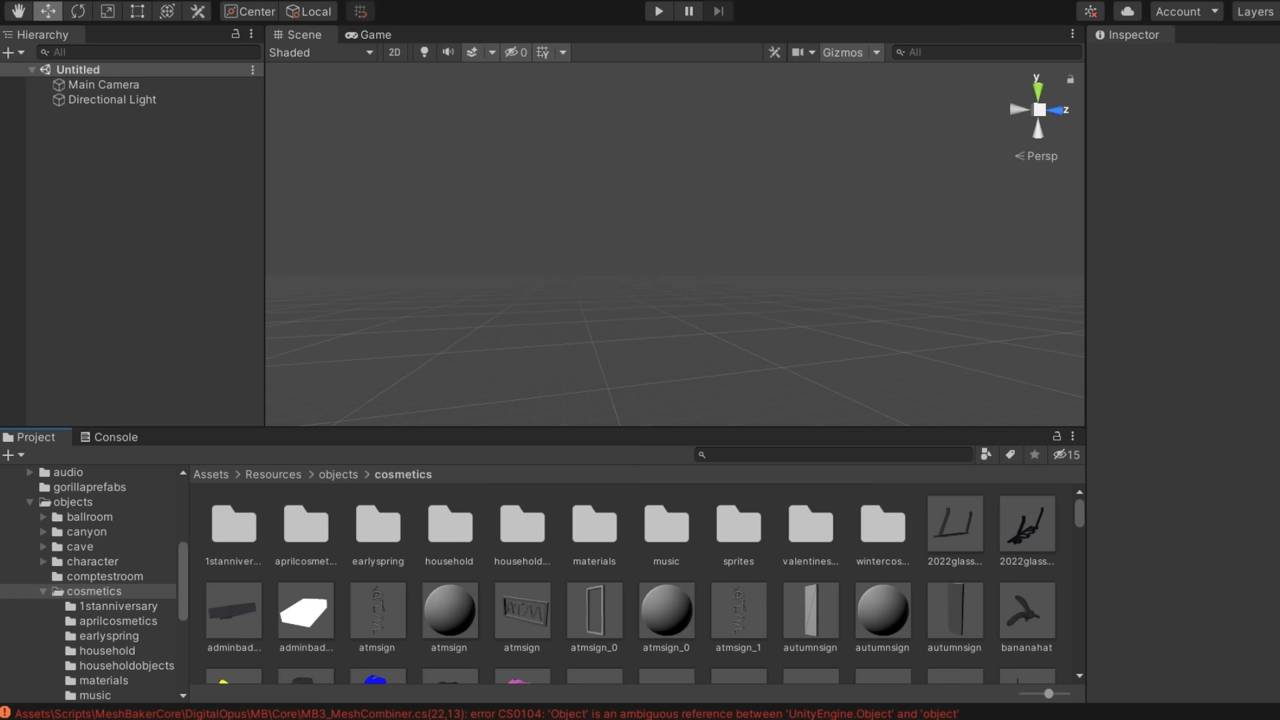 Center Local Account Layers
Hierarchy Scene Game Inspector
All Shaded 2D 0 Gizmos All
Untitled
Main Camera
Directional Light
y
z
Persp
Project Console
15
audio
gorillaprefabs
objects
ballroom
canyon
cave
character
comptestroom
cosmetics
1stanniversary
aprilcosmetics
earlyspring
household
householdobjects
materials
music
Assets > Resources > objects > cosmetics
1stanniver... aprilcosmet... earlyspring household household... materials music sprites valentines... wintercos... 2022glass... 2022glass...
adminbad... adminbad... atmsign atmsign atmsign atmsign_0 atmsign_0 atmsign_1 autumnsign autumnsign autumnsign bananahat
Assets\Scripts\MeshBakerCore\DigitalOpus\MB\Core\MB3_MeshCombiner.cs(22,13): error CS0104: 'Object' is an ambiguous reference between 'UnityEngine.Object' and 'object'